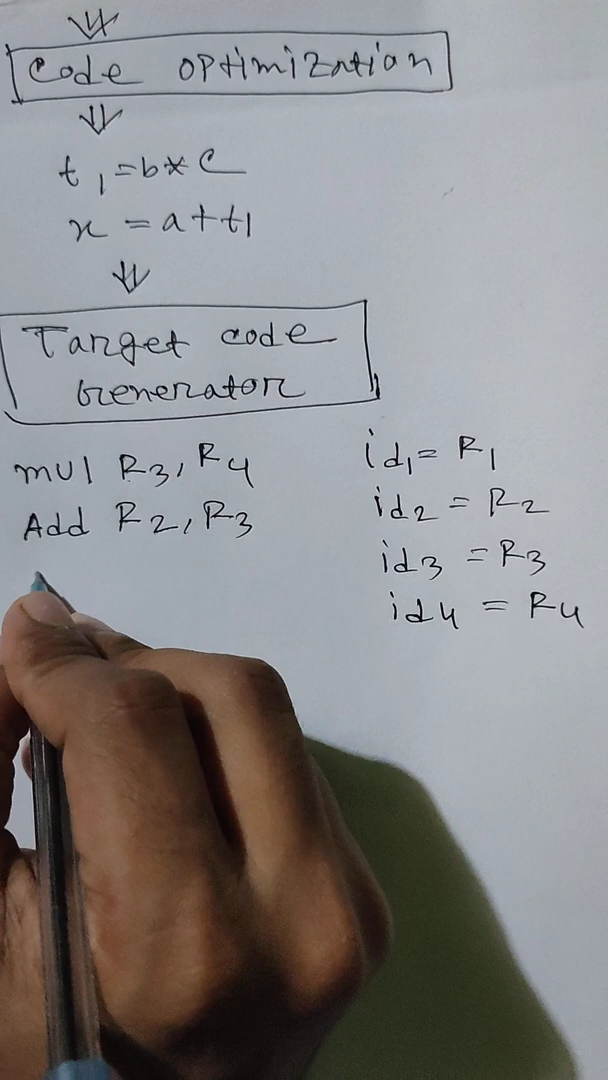 Code optimization
t1=b*c
x=a+t1
Target code
Generator
mul R3,R4
Add R2,R3
id1=R1
id2=R2
id3=R3
id4=R4